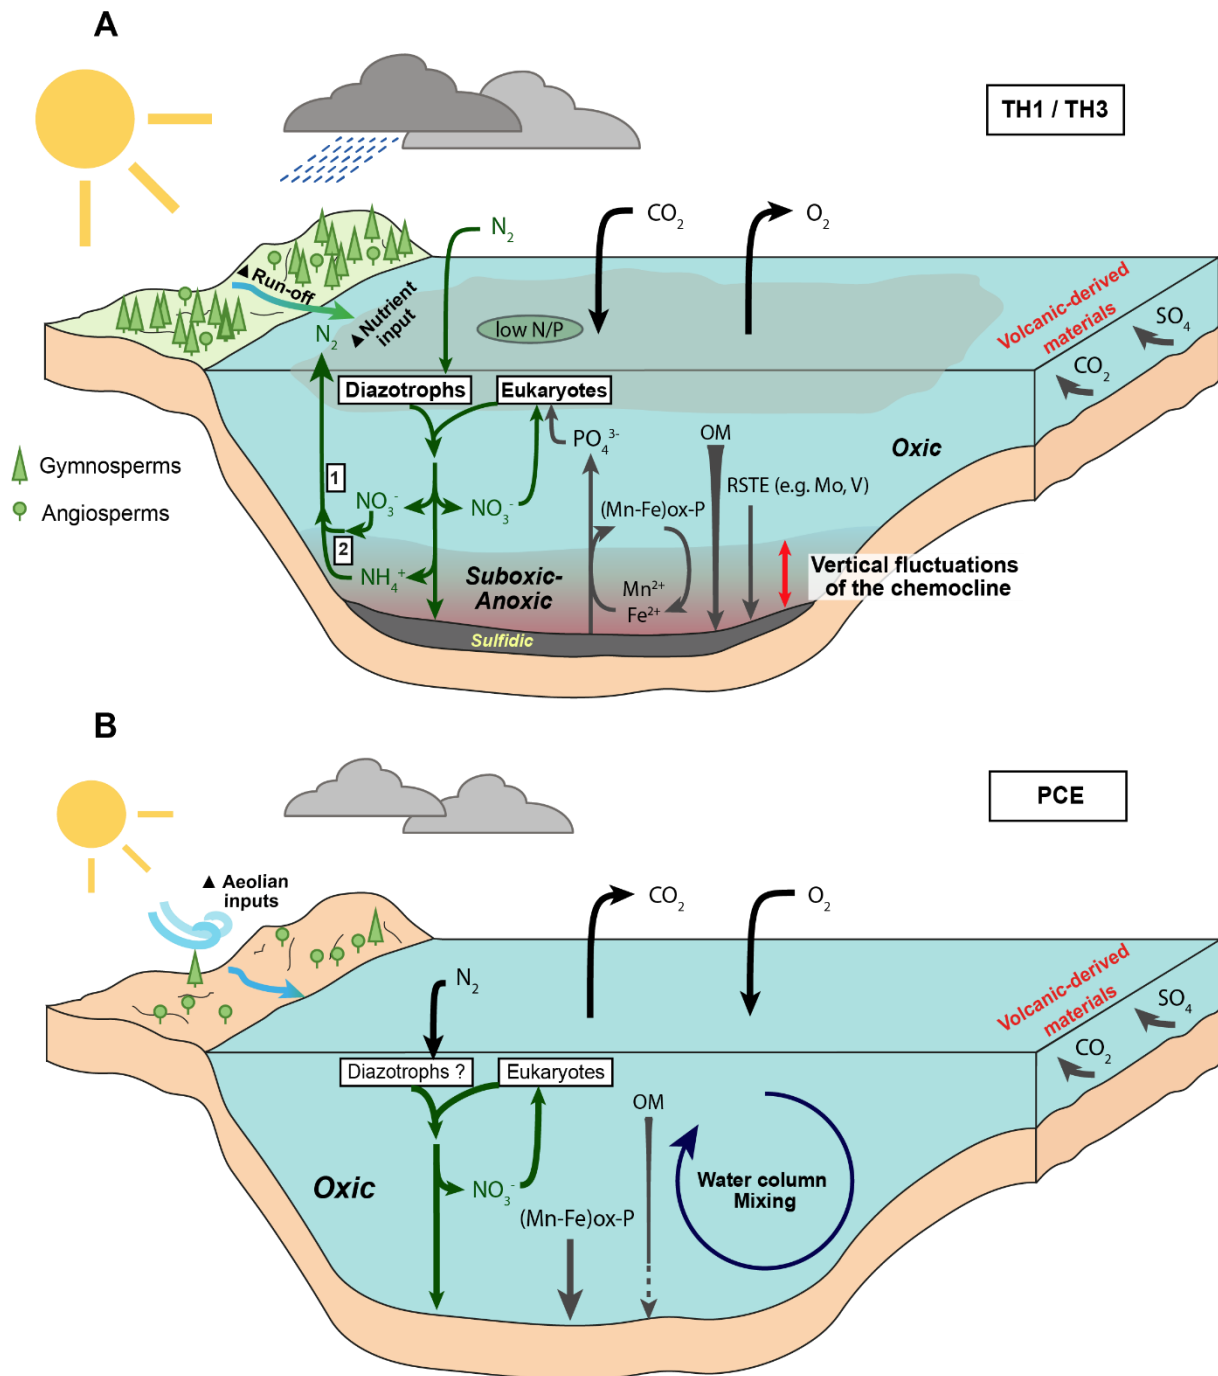 A
TH1 / TH3
N₂
CO₂
O₂
▲ Run-off
▲Nutrient
input
N₂
low N/P
Volcanic-derived
materials
SO₄
CO₂
Diazotrophs
Eukaryotes
PO₄³⁻
OM
Oxic
Gymnosperms
Angiosperms
1
NO₃⁻
NO₃⁻
RSTE (e.g. Mo, V)
(Mn-Fe)ox-P
2
NH₄⁺
Suboxic-
Anoxic
Mn²⁺
Fe²⁺
Vertical fluctuations
of the chemocline
Sulfidic
B
PCE
▲ Aeolian
inputs
CO₂
O₂
N₂
Volcanic-derived
materials
SO₄
CO₂
Diazotrophs ?
Eukaryotes
OM
Oxic
NO₃⁻
(Mn-Fe)ox-P
Water column
Mixing